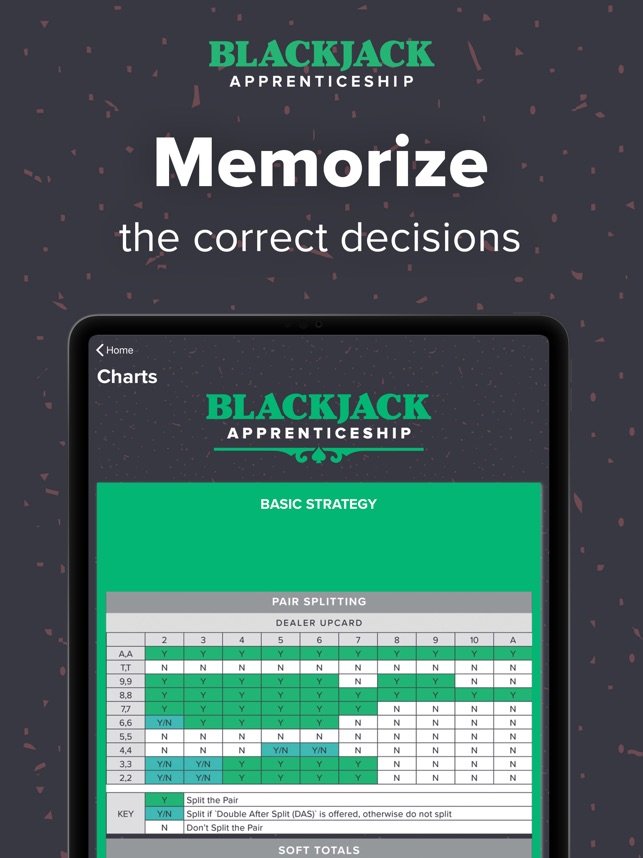 BLACKJACK
APPRENTICESHIP
Memorize
the correct decisions
Home
Charts
BLACKJACK
APPRENTICESHIP
BASIC STRATEGY
PAIR SPLITTING
DEALER UPCARD
2 3 4 5 6 7 8 9 10 A
A,A Y Y Y Y Y Y Y Y Y Y
T,T N N N N N N N N N N
9,9 Y Y Y Y Y N Y Y N N
8,8 Y Y Y Y Y Y Y Y Y Y
7,7 Y Y Y Y Y Y N N N N
6,6 Y/N Y Y Y Y N N N N N
5,5 N N N N N N N N N N
4,4 N N N Y/N Y/N N N N N N
3,3 Y/N Y/N Y Y Y Y N N N N
2,2 Y/N Y/N Y Y Y Y N N N N
KEY
Y Split the Pair
Y/N Split if `Double After Split (DAS)` is offered, otherwise do not split
N Don't Split the Pair
SOFT TOTALS